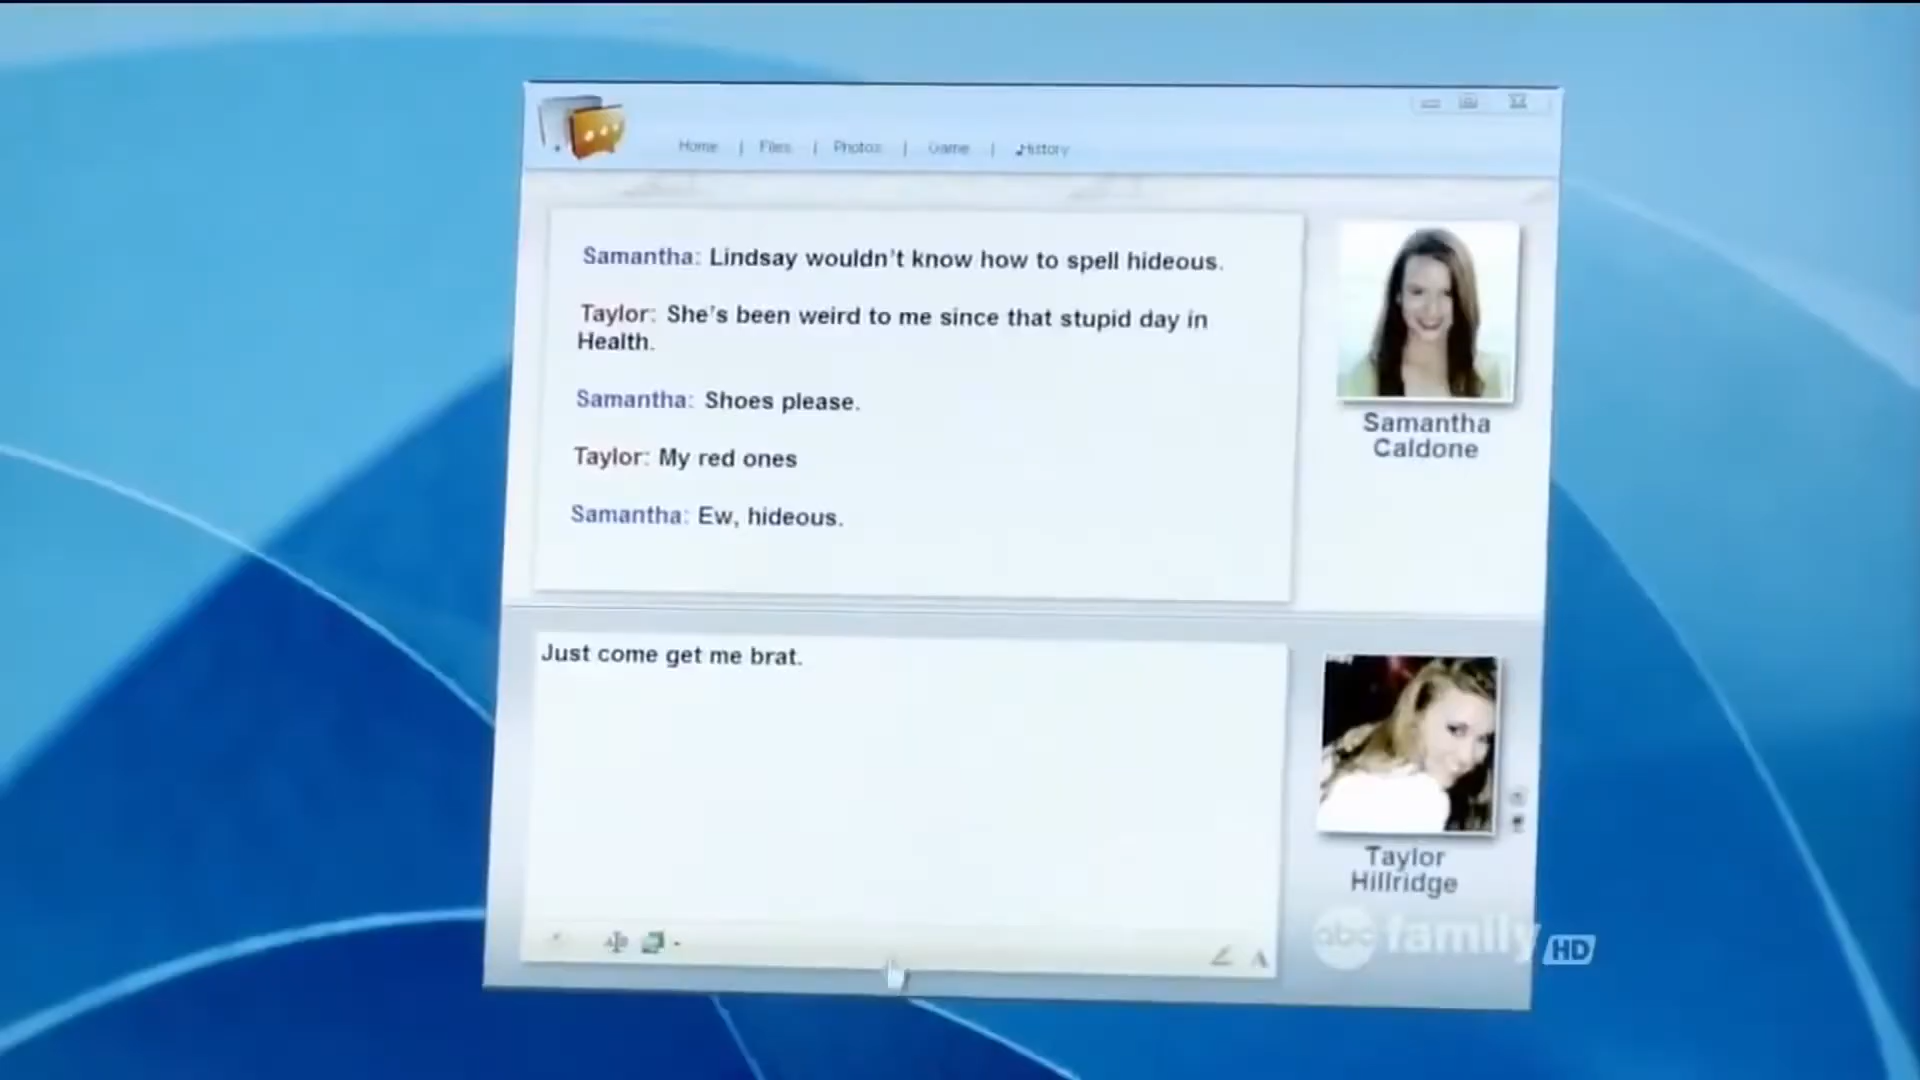 Home | Files | Photos | Game | History
Samantha: Lindsay wouldn't know how to spell hideous.
Taylor: She's been weird to me since that stupid day in
Health.
Samantha: Shoes please.
Taylor: My red ones
Samantha: Ew, hideous.
Samantha
Caldone
Just come get me brat.
Taylor
Hillridge
abc family HD